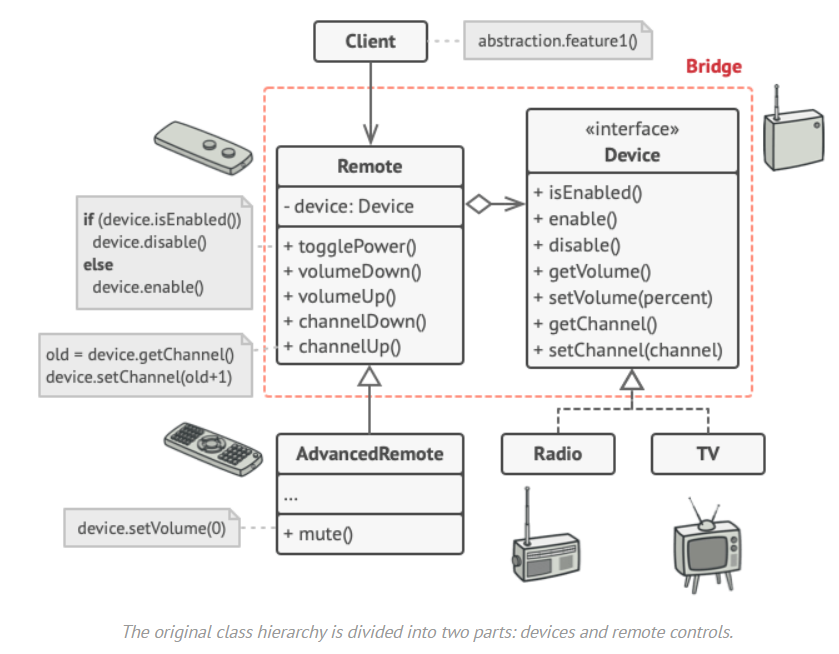 Client
abstraction.feature1()
Bridge
«interface»
Device
+ isEnabled()
+ enable()
+ disable()
+ getVolume()
+ setVolume(percent)
+ getChannel()
+ setChannel(channel)
Remote
- device: Device
+ togglePower()
+ volumeDown()
+ volumeUp()
+ channelDown()
+ channelUp()
if (device.isEnabled())
device.disable()
else
device.enable()
old = device.getChannel()
device.setChannel(old+1)
AdvancedRemote
...
+ mute()
device.setVolume(0)
Radio
TV
The original class hierarchy is divided into two parts: devices and remote controls.